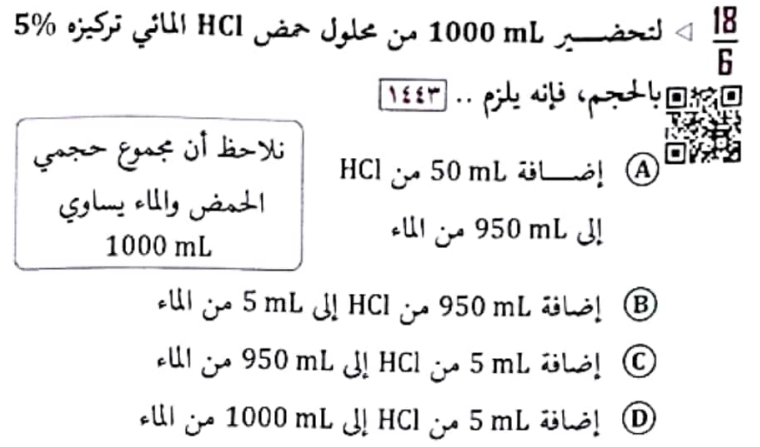 18
6
لتحضير 1000 mL من محلول حمض HCl المائي تركيزه 5%
بالحجم، فإنه يلزم .. ١٤٤٣
A إضافة 50 mL من HCl
إلى 950 mL من الماء
نلاحظ أن مجموع حجمي
الحمض والماء يساوي
1000 mL
B إضافة 950 mL من HCl إلى 5 mL من الماء
C إضافة 5 mL من HCl إلى 950 mL من الماء
D إضافة 5 mL من HCl إلى 1000 mL من الماء